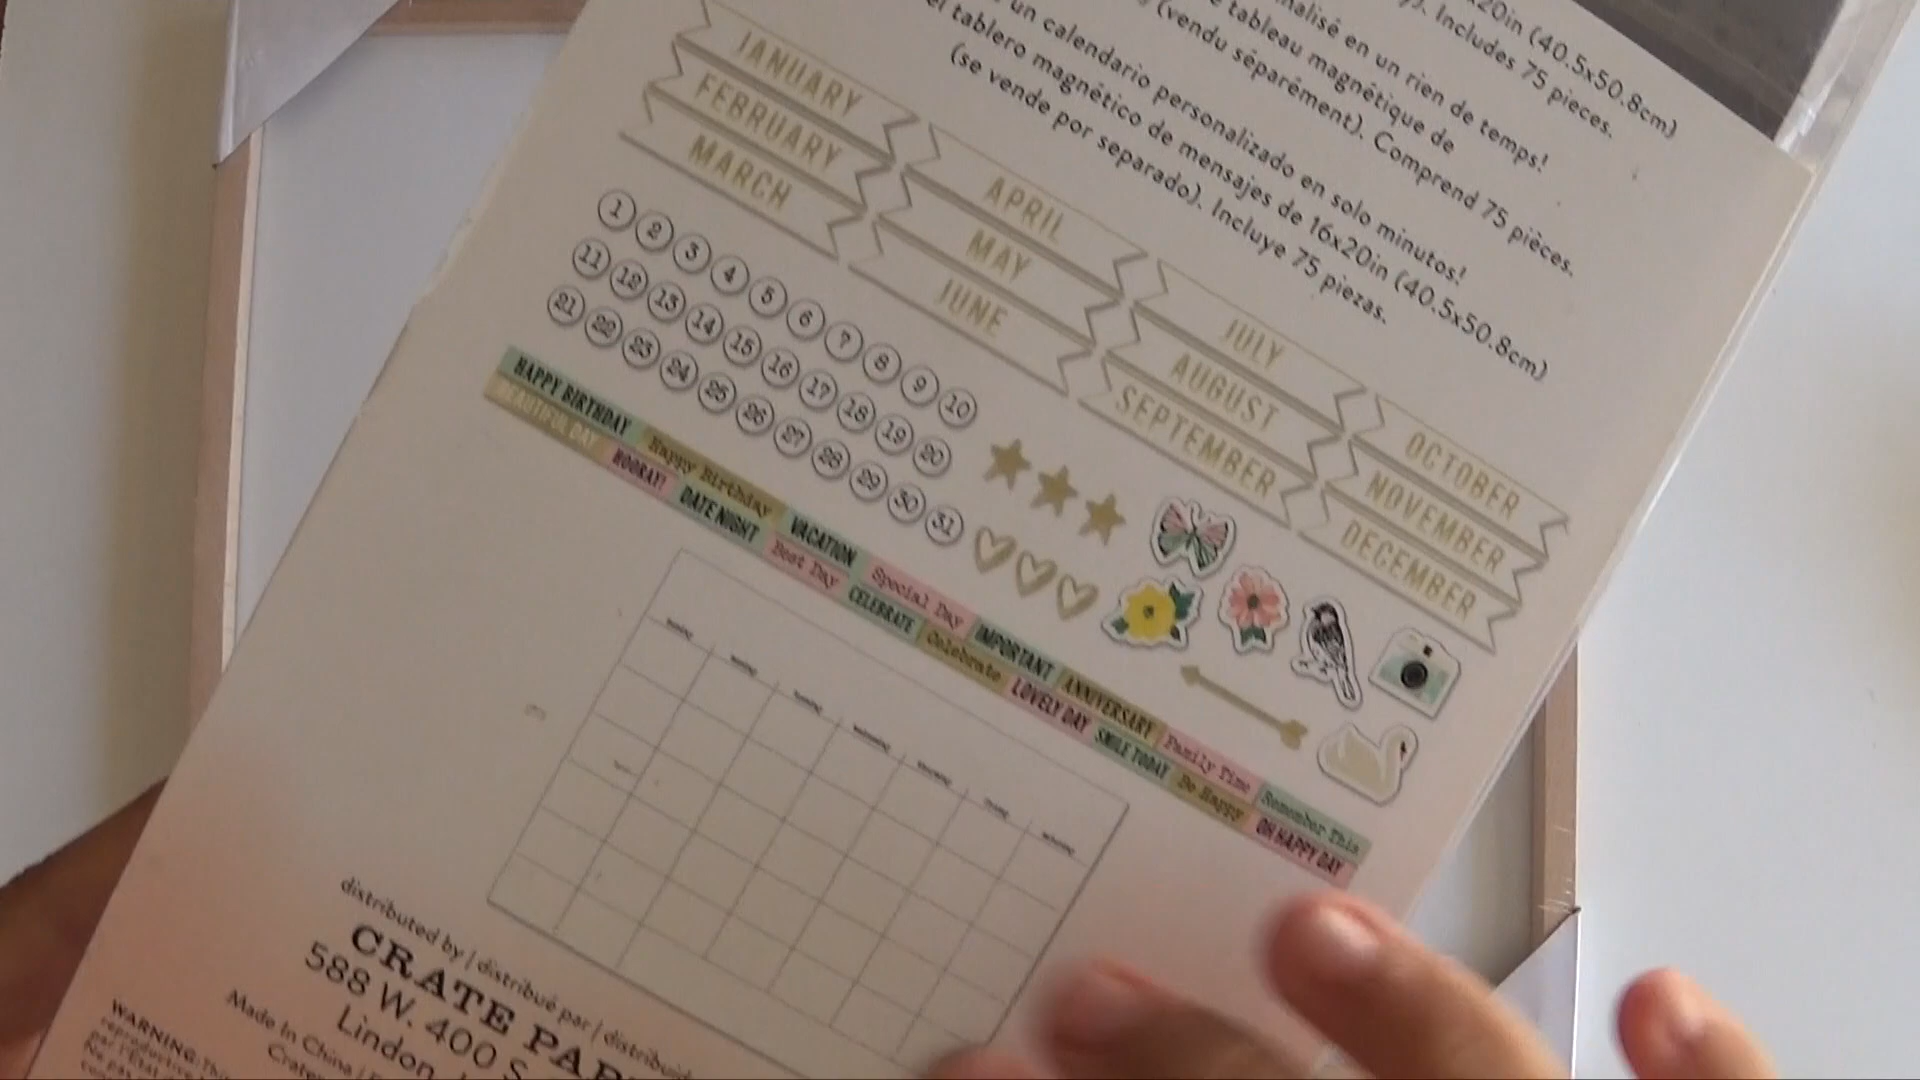 x20in (40.5x50.8cm)
). Includes 75 pieces.
nalisé en un rien de temps!
e tableau magnétique de
(vendu séparément). Comprend 75 pièces.
un calendario personalizado en solo minutos!
el tablero magnético de mensajes de 16x20in (40.5x50.8cm)
(se vende por separado). Incluye 75 piezas.
JANUARY
FEBRUARY
MARCH
APRIL
MAY
JUNE
JULY
AUGUST
SEPTEMBER
OCTOBER
NOVEMBER
DECEMBER
1 2 3 4 5 6 7 8 9 10
11 12 13 14 15 16 17 18 19 20
21 22 23 24 25 26 27 28 29 30 31
HAPPY BIRTHDAY Happy Birthday VACATION Special Day IMPORTANT ANNIVERSARY Family Time Remember This
BEAUTIFUL DAY HOORAY! DATE NIGHT Best Day CELEBRATE Celebrate LOVELY DAY SMILE TODAY Be Happy OH HAPPY DAY
distributed by | distribué par | distribuid
CRATE PAP
588 W. 400 S
Lindon,
Made In China |
Crate
WARNING: Thi